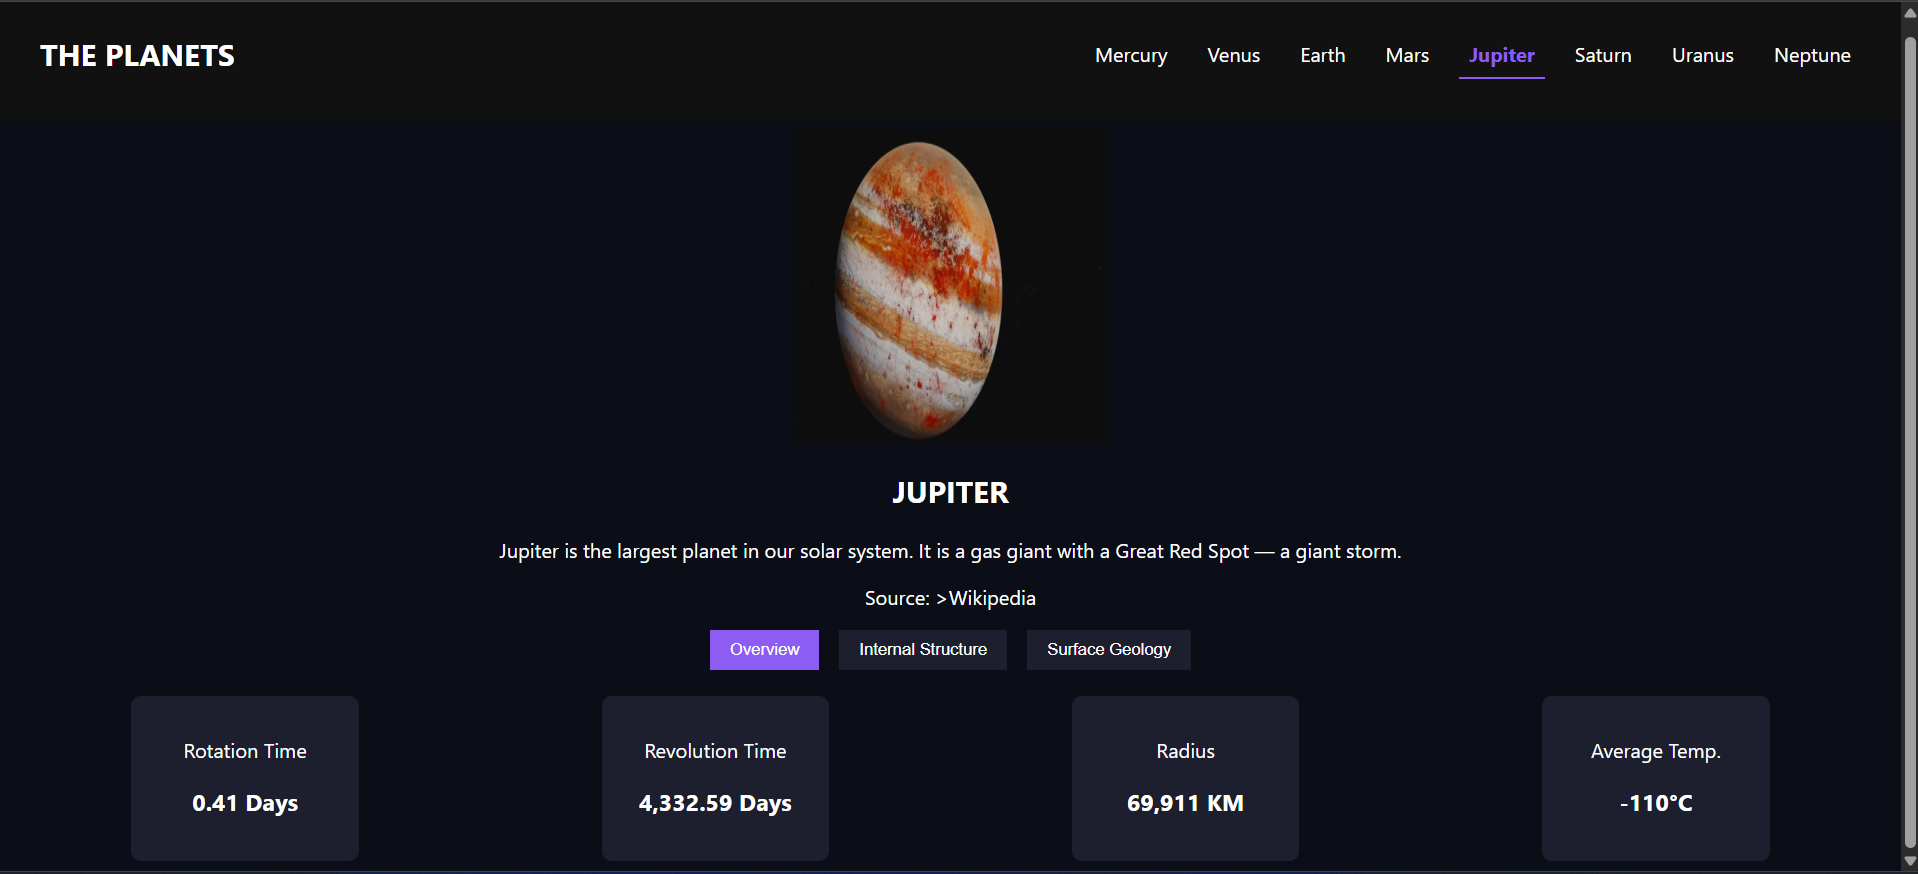 THE PLANETS
Mercury Venus Earth Mars Jupiter Saturn Uranus Neptune
JUPITER
Jupiter is the largest planet in our solar system. It is a gas giant with a Great Red Spot — a giant storm.
Source: >Wikipedia
Overview Internal Structure Surface Geology
Rotation Time
0.41 Days
Revolution Time
4,332.59 Days
Radius
69,911 KM
Average Temp.
-110°C